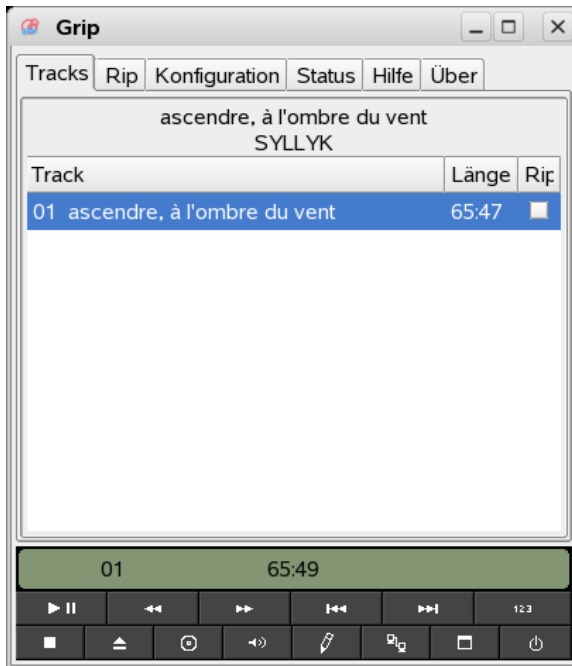 Grip
Tracks Rip Konfiguration Status Hilfe Über
ascendre, à l'ombre du vent
SYLLYK
Track Länge Rip
01 ascendre, à l'ombre du vent 65:47
01 65:49
123